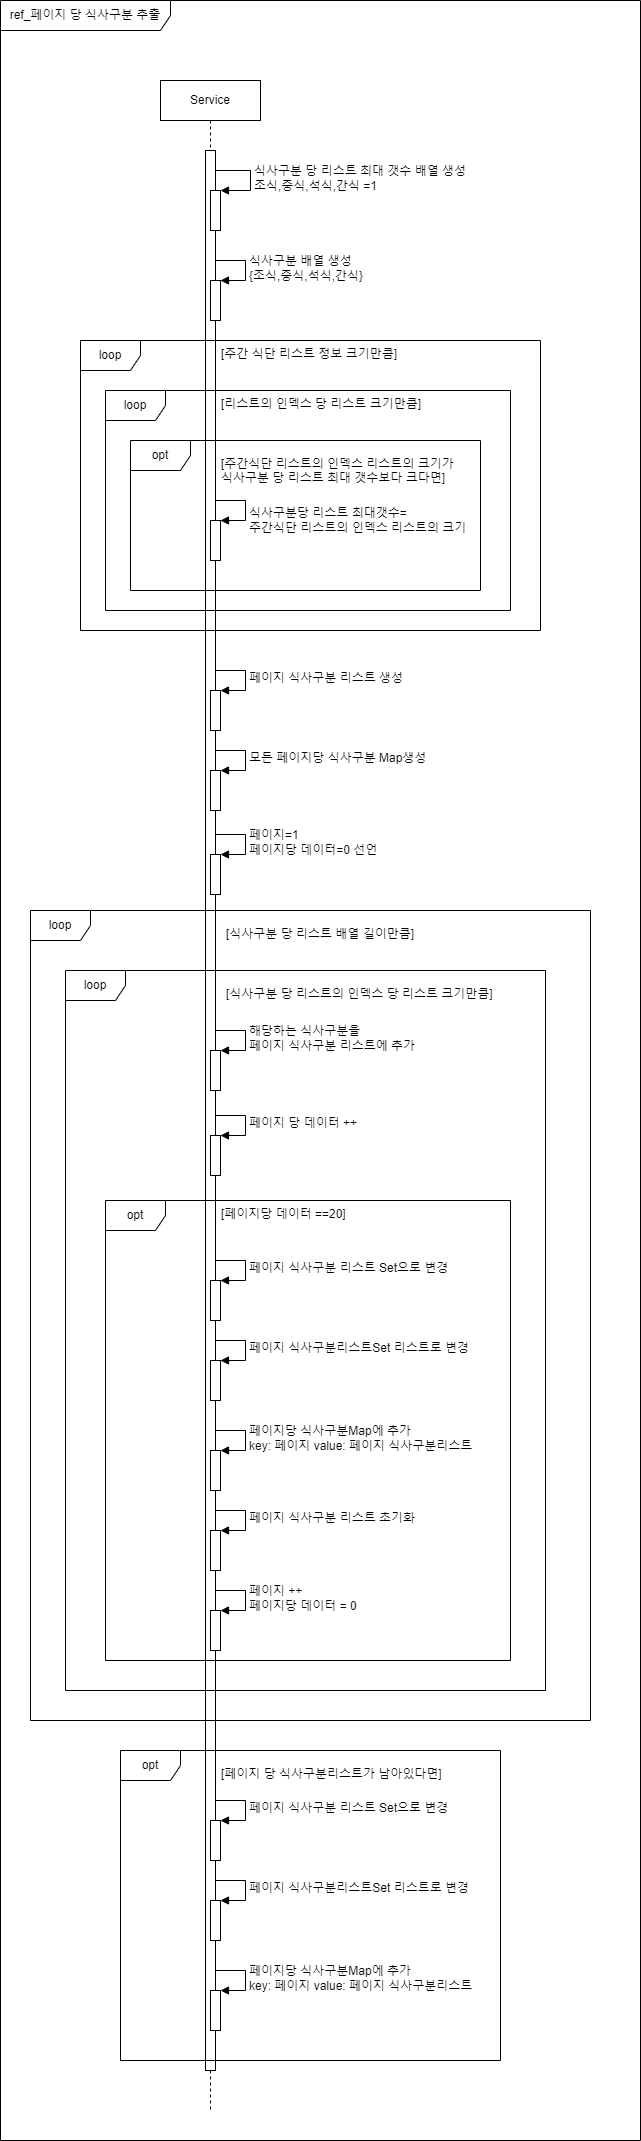 ref_페이지 당 식사구분 추출
Service
식사구분 당 리스트 최대 갯수 배열 생성
조식,중식,석식,간식 =1
식사구분 배열 생성
{조식,중식,석식,간식}
loop
[주간 식단 리스트 정보 크기만큼]
loop
[리스트의 인덱스 당 리스트 크기만큼]
opt
[주간식단 리스트의 인덱스 리스트의 크기가
식사구분 당 리스트 최대 갯수보다 크다면]
식사구분당 리스트 최대갯수=
주간식단 리스트의 인덱스 리스트의 크기
페이지 식사구분 리스트 생성
모든 페이지당 식사구분 Map생성
페이지=1
페이지당 데이터=0 선언
loop
[식사구분 당 리스트 배열 길이만큼]
loop
[식사구분 당 리스트의 인덱스 당 리스트 크기만큼]
해당하는 식사구분을
페이지 식사구분 리스트에 추가
페이지 당 데이터 ++
opt
[페이지당 데이터 ==20]
페이지 식사구분 리스트 Set으로 변경
페이지 식사구분리스트Set 리스트로 변경
페이지당 식사구분Map에 추가
key: 페이지 value: 페이지 식사구분리스트
페이지 식사구분 리스트 초기화
페이지 ++
페이지당 데이터 = 0
opt
[페이지 당 식사구분리스트가 남아있다면]
페이지 식사구분 리스트 Set으로 변경
페이지 식사구분리스트Set 리스트로 변경
페이지당 식사구분Map에 추가
key: 페이지 value: 페이지 식사구분리스트